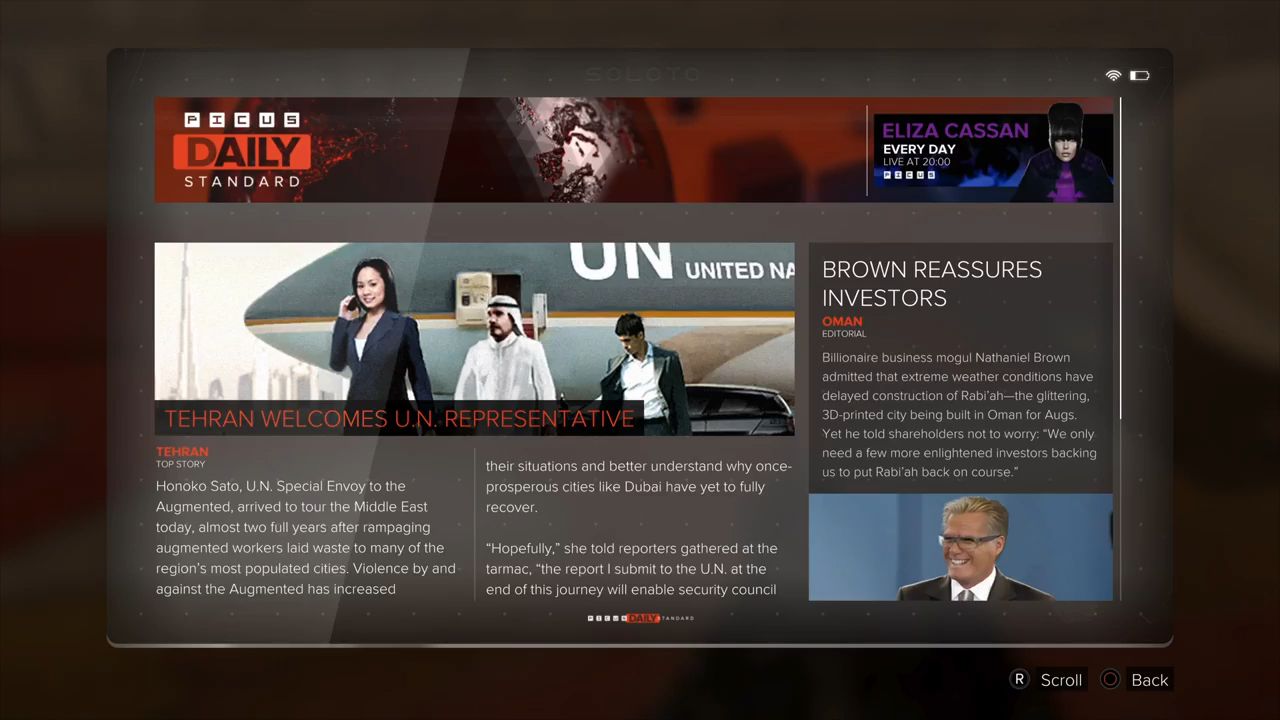 SOLOTO
PICUS
DAILY
STANDARD
ELIZA CASSAN
EVERY DAY
LIVE AT 20:00
PICUS
UN UNITED NA
TEHRAN WELCOMES U.N. REPRESENTATIVE
TEHRAN
TOP STORY
Honoko Sato, U.N. Special Envoy to the
Augmented, arrived to tour the Middle East
today, almost two full years after rampaging
augmented workers laid waste to many of the
region's most populated cities. Violence by and
against the Augmented has increased
their situations and better understand why once-
prosperous cities like Dubai have yet to fully
recover.
“Hopefully,” she told reporters gathered at the
tarmac, “the report I submit to the U.N. at the
end of this journey will enable security council
BROWN REASSURES
INVESTORS
OMAN
EDITORIAL
Billionaire business mogul Nathaniel Brown
admitted that extreme weather conditions have
delayed construction of Rabi'ah—the glittering,
3D-printed city being built in Oman for Augs.
Yet he told shareholders not to worry: “We only
need a few more enlightened investors backing
us to put Rabi'ah back on course.”
PICUS DAILY STANDARD
R Scroll
Back